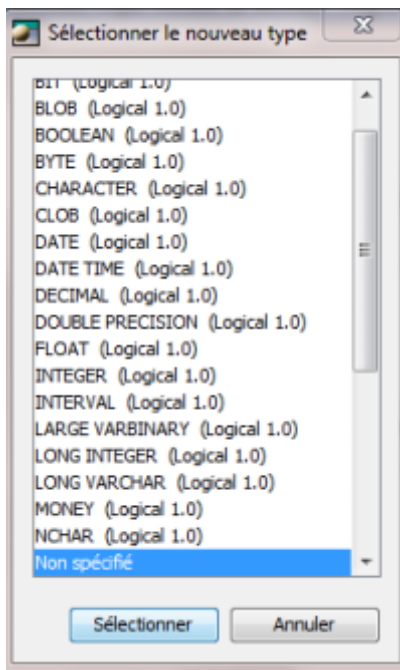 Sélectionner le nouveau type
BIT (Logical 1.0)
BLOB (Logical 1.0)
BOOLEAN (Logical 1.0)
BYTE (Logical 1.0)
CHARACTER (Logical 1.0)
CLOB (Logical 1.0)
DATE (Logical 1.0)
DATE TIME (Logical 1.0)
DECIMAL (Logical 1.0)
DOUBLE PRECISION (Logical 1.0)
FLOAT (Logical 1.0)
INTEGER (Logical 1.0)
INTERVAL (Logical 1.0)
LARGE VARBINARY (Logical 1.0)
LONG INTEGER (Logical 1.0)
LONG VARCHAR (Logical 1.0)
MONEY (Logical 1.0)
NCHAR (Logical 1.0)
Non spécifié
Sélectionner Annuler